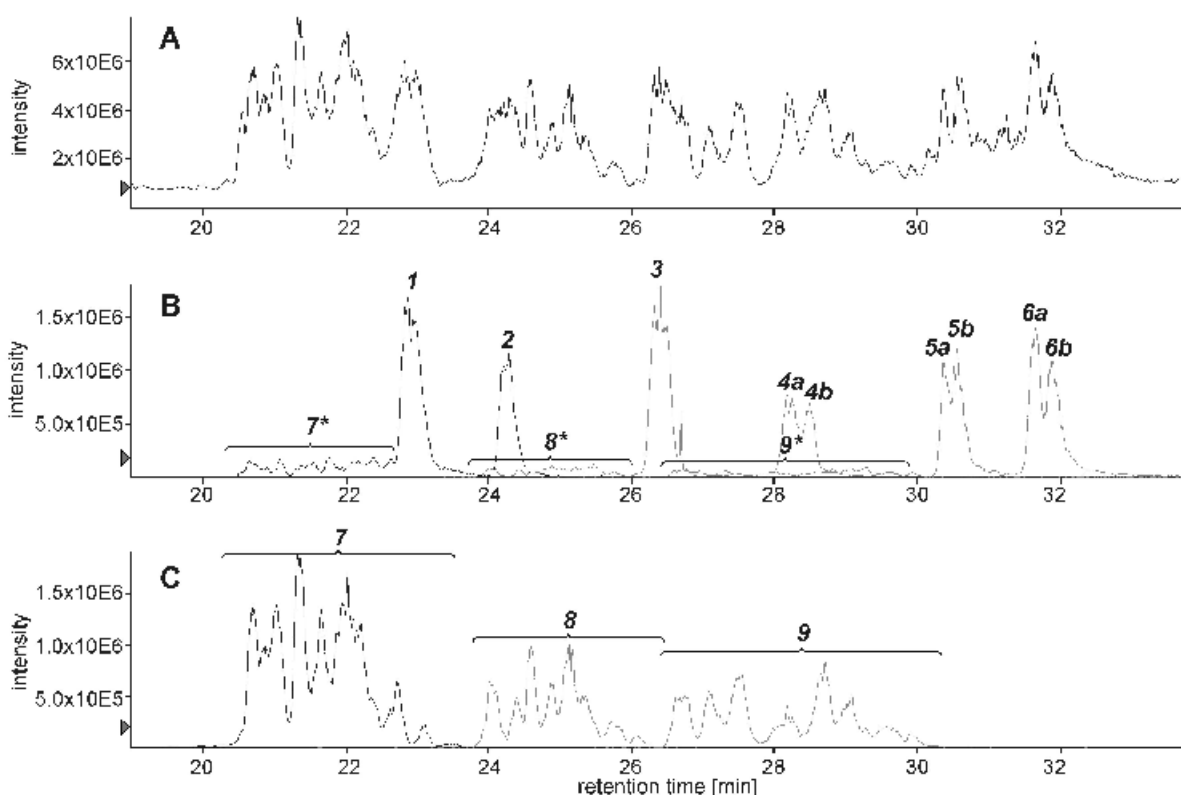 A
intensity
6x10E6
4x10E6
2x10E6
20 22 24 26 28 30 32
B
intensity
1.5x10E6
1.0x10E6
5.0x10E5
7* 1 2 8* 3 4a 4b 9* 5a 5b 6a 6b
20 22 24 26 28 30 32
C
intensity
1.5x10E6
1.0x10E6
5.0x10E5
7 8 9
20 22 24 26 28 30 32
retention time [min]